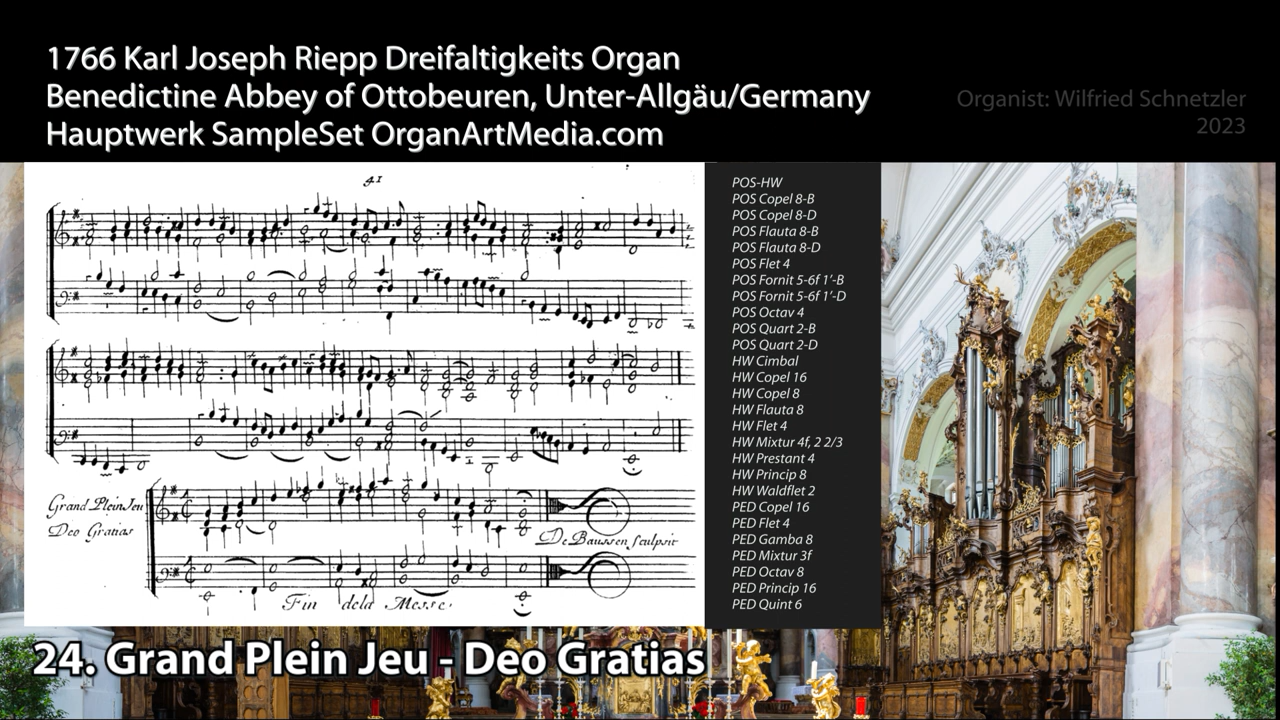 1766 Karl Joseph Riepp Dreifaltigkeits Organ
Benedictine Abbey of Ottobeuren, Unter-Allgäu/Germany
Hauptwerk SampleSet OrganArtMedia.com
Organist: Wilfried Schnetzler
2023
41
Grand Plein Jeu
Deo Gratias
De Baussen sculpsit
Fin dela Messe
POS-HW
POS Copel 8-B
POS Copel 8-D
POS Flauta 8-B
POS Flauta 8-D
POS Flet 4
POS Fornit 5-6f 1'-B
POS Fornit 5-6f 1'-D
POS Octav 4
POS Quart 2-B
POS Quart 2-D
HW Cimbal
HW Copel 16
HW Copel 8
HW Flauta 8
HW Flet 4
HW Mixtur 4f, 2 2/3
HW Prestant 4
HW Princip 8
HW Waldflet 2
PED Copel 16
PED Flet 4
PED Gamba 8
PED Mixtur 3f
PED Octav 8
PED Princip 16
PED Quint 6
24. Grand Plein Jeu - Deo Gratias